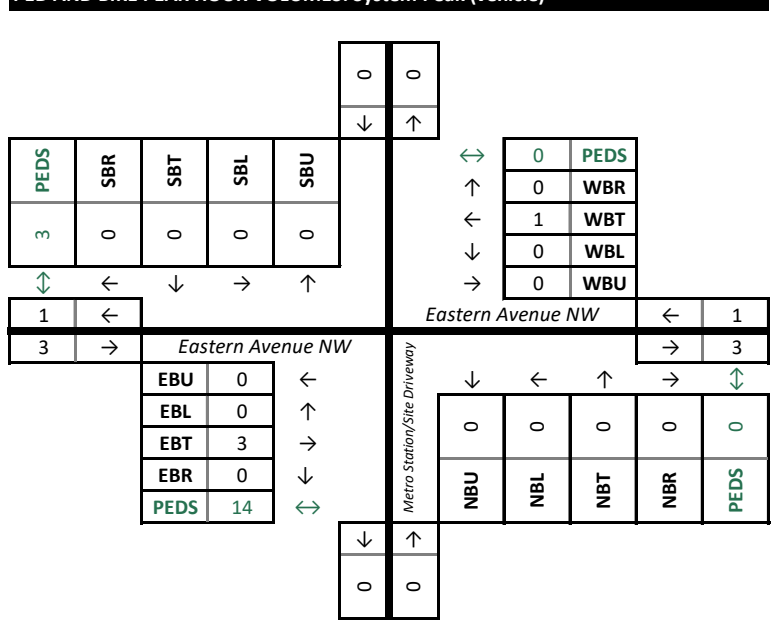 PED AND BIKE PEAK HOUR VOLUMES: System Peak (Vehicle)
0 0
↓ ↑
PEDS SBR SBT SBL SBU
3 0 0 0 0
↕ ← ↓ → ↑
↔ 0 PEDS
↑ 0 WBR
← 1 WBT
↓ 0 WBL
→ 0 WBU
1 ← Eastern Avenue NW ← 1
3 → Eastern Avenue NW → 3
EBU 0 ←
EBL 0 ↑
EBT 3 →
EBR 0 ↓
PEDS 14 ↔
Metro Station/Site Driveway
↓ ← ↑ → ↕
0 0 0 0 0
NBU NBL NBT NBR PEDS
↓ ↑
0 0